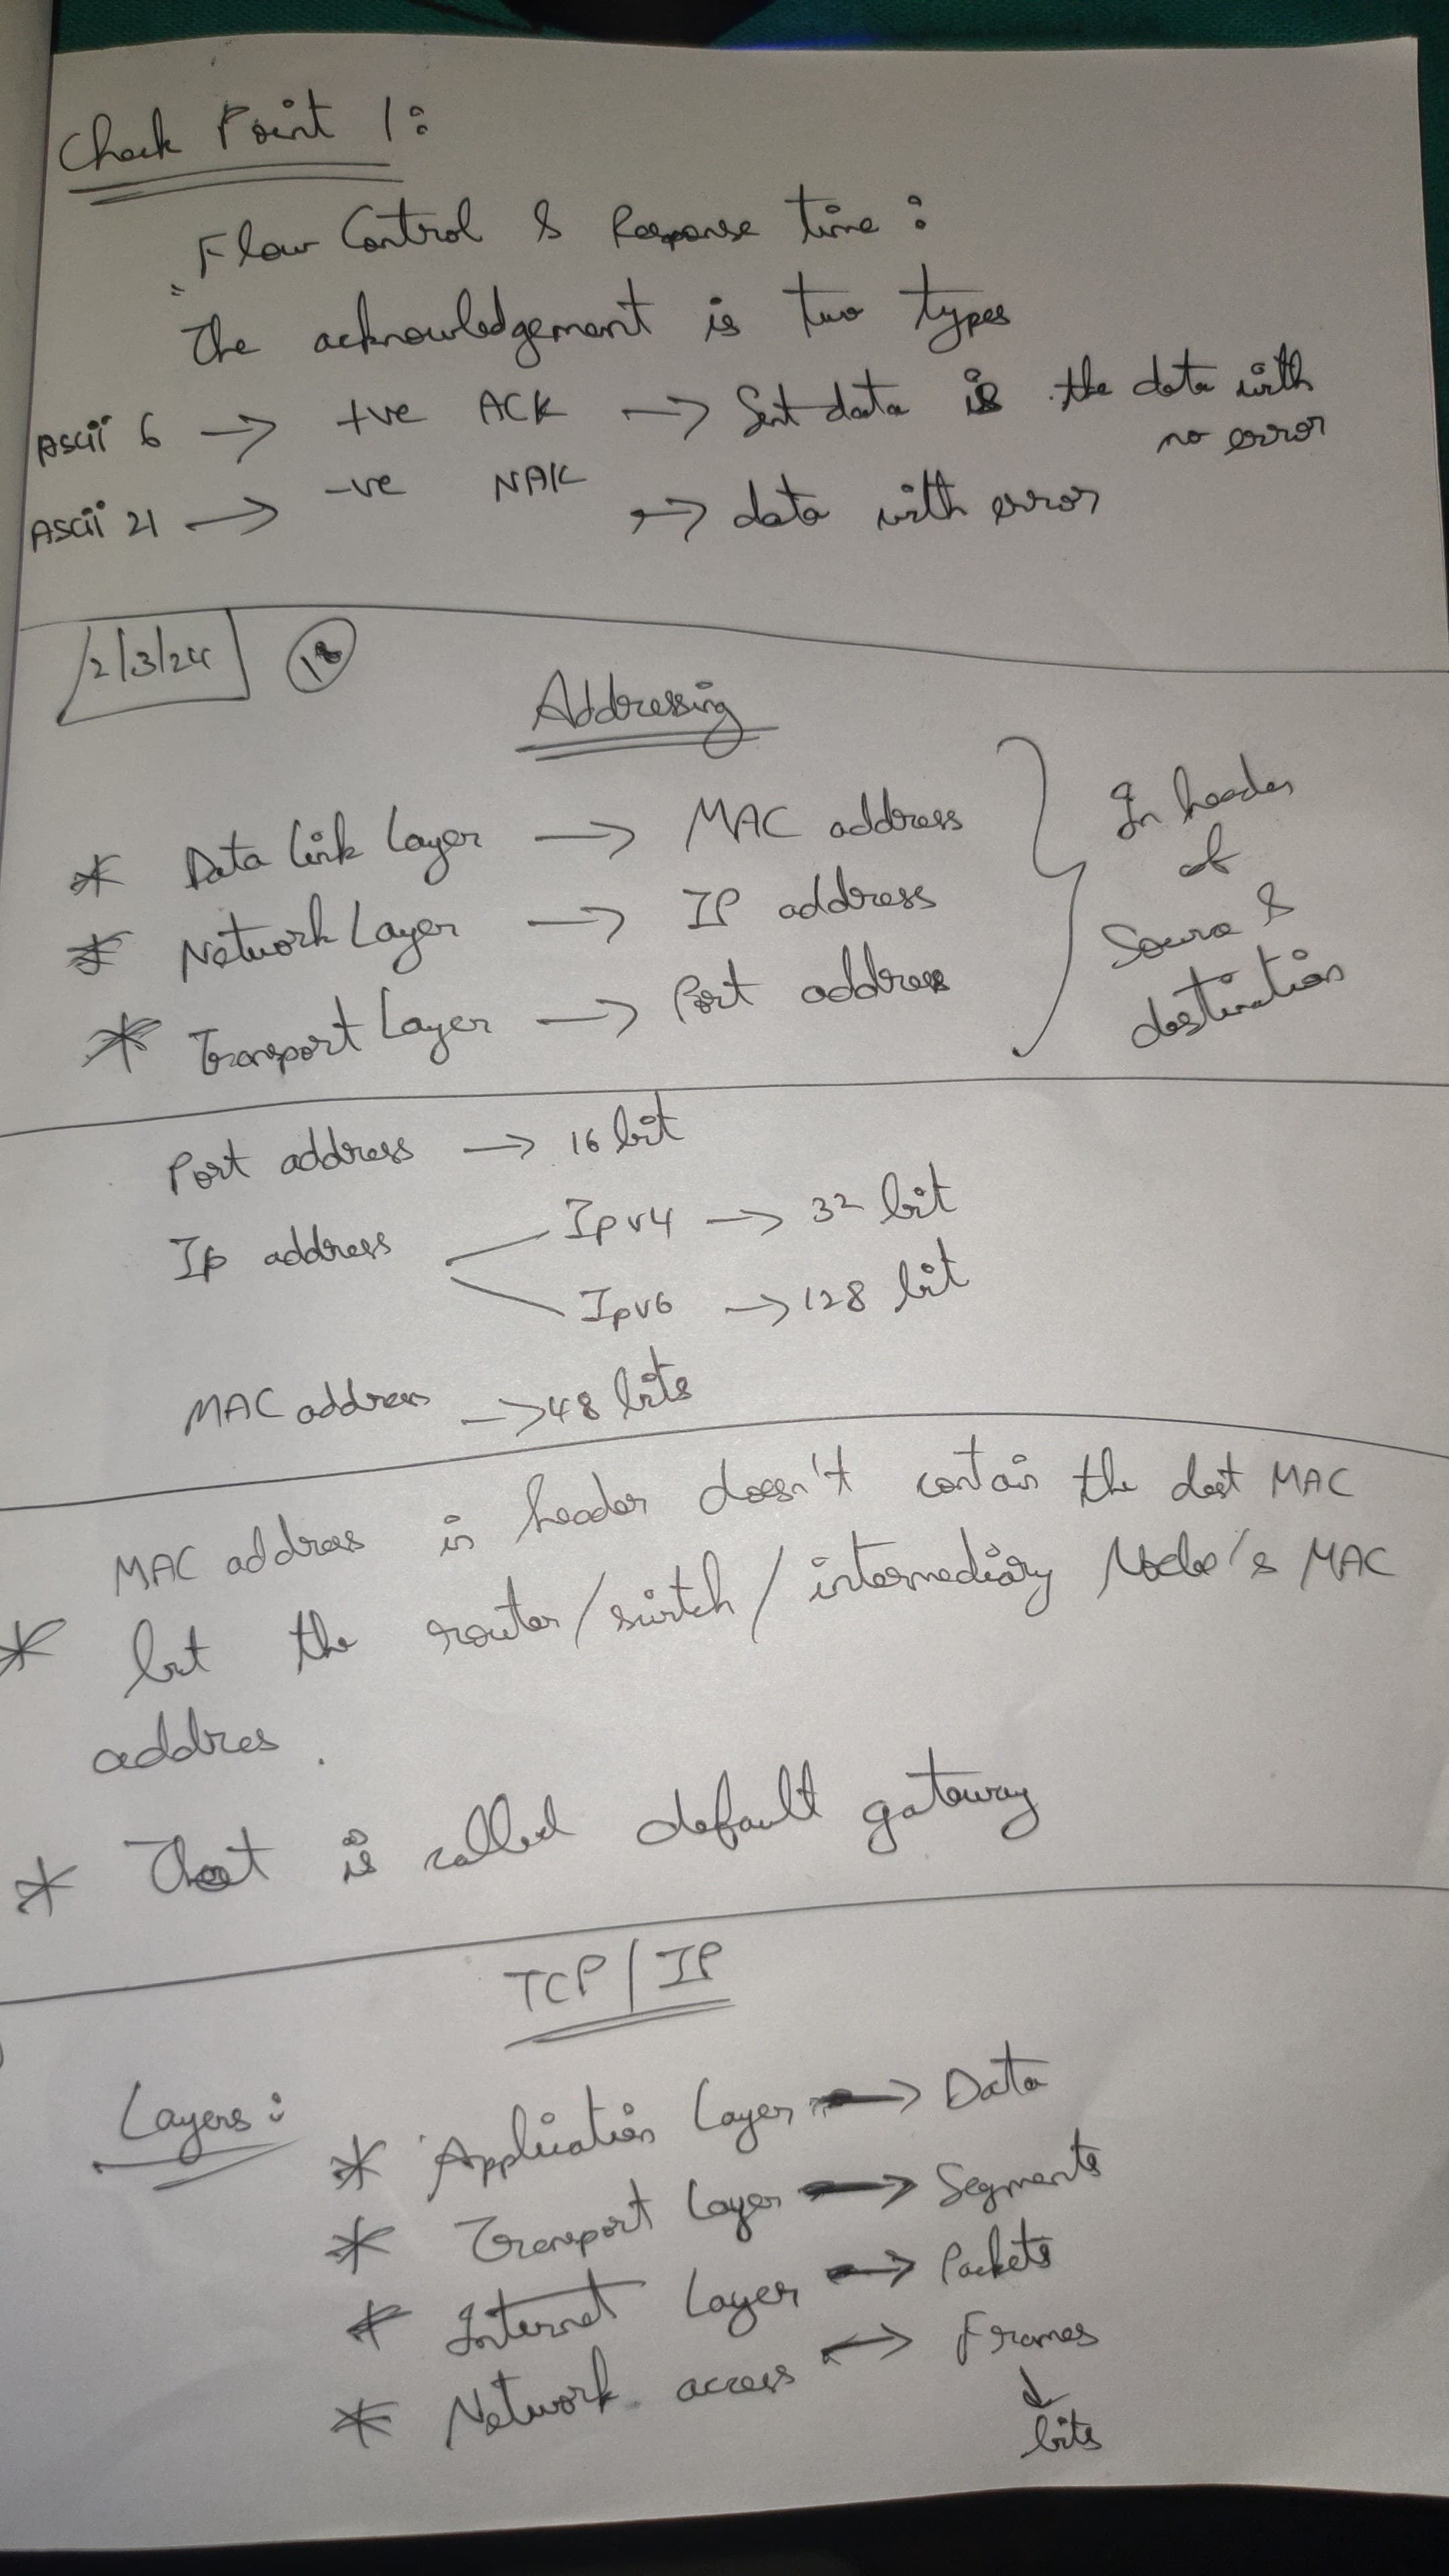 Check Point 1:
Flow Control & Response time:
The acknowledgement is two types
Ascii 6 → +ve ACK → Sent data is the data with
no error
Ascii 21 → -ve NAK → data with error
12/3/24
Addressing
* Data link Layer → MAC address
* Network Layer → IP address
* Transport Layer → Port address
In header
of
Source &
destination
Port address → 16 bit
Ip address
Ipv4 → 32 bit
Ipv6 → 128 bit
MAC address → 48 bits
MAC address in header doesn't contain the dest MAC
* but the router/switch/intermediary Node's MAC
addres.
* That is called default gateway
TCP/IP
Layers:
* Application Layer → Data
* Transport Layer → Segments
* Internet Layer → Packets
* Network access → Frames
↓
bits